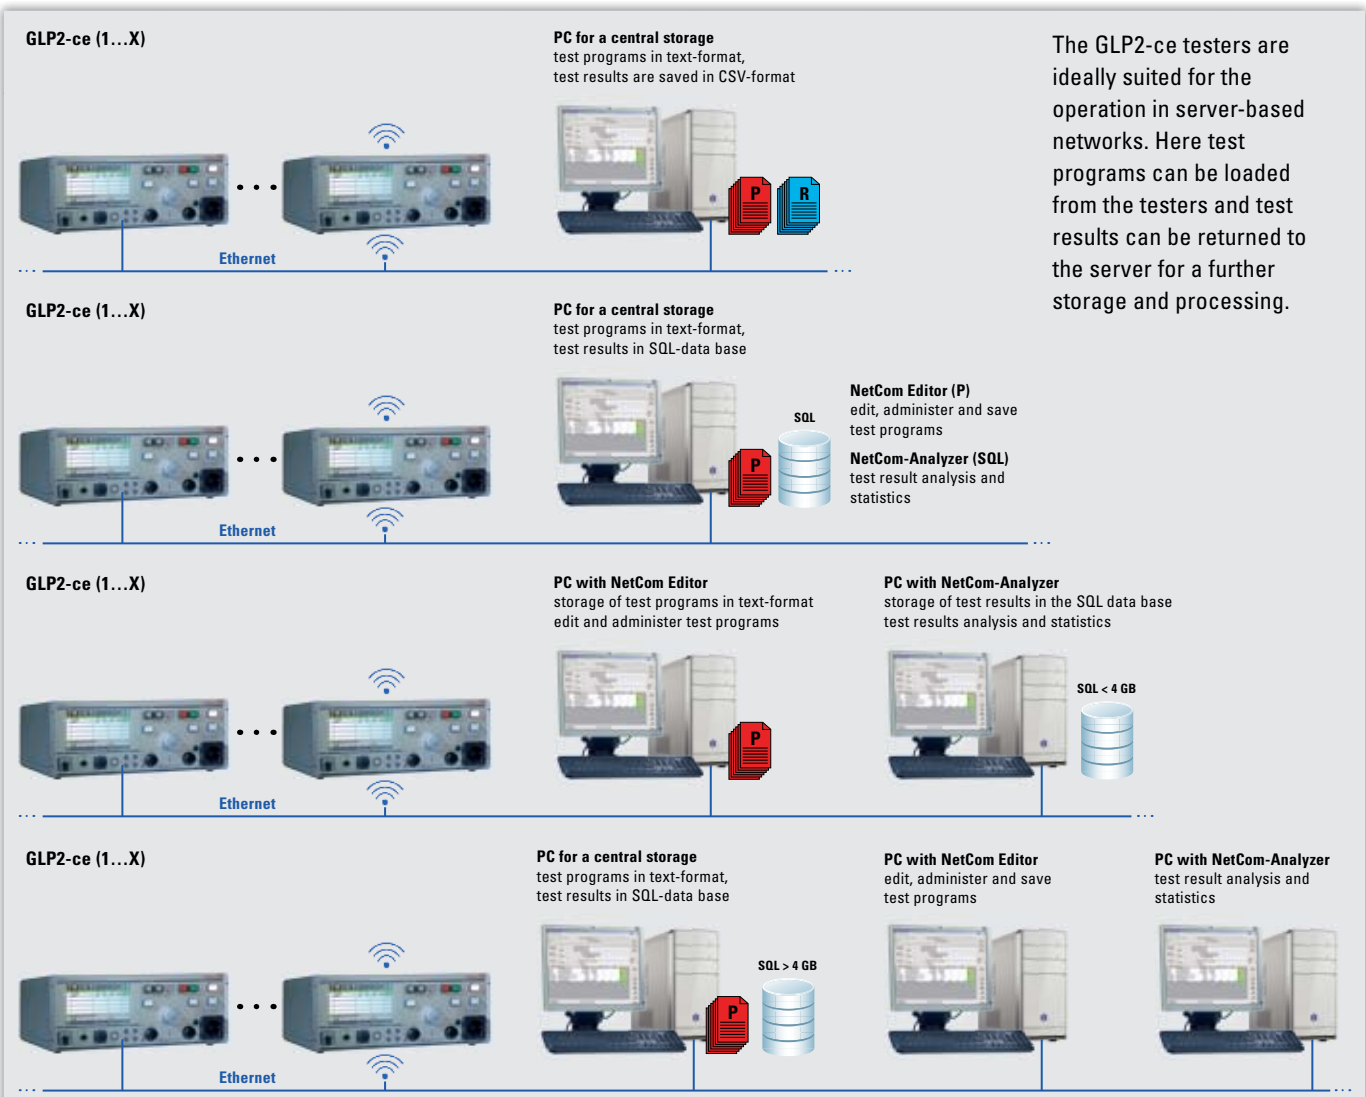 GLP2-ce (1...X)
PC for a central storage
test programs in text-format,
test results are saved in CSV-format
P
R
Ethernet
The GLP2-ce testers are
ideally suited for the
operation in server-based
networks. Here test
programs can be loaded
from the testers and test
results can be returned to
the server for a further
storage and processing.
GLP2-ce (1...X)
PC for a central storage
test programs in text-format,
test results in SQL-data base
P
SQL
NetCom Editor (P)
edit, administer and save
test programs
NetCom-Analyzer (SQL)
test result analysis and
statistics
Ethernet
GLP2-ce (1...X)
PC with NetCom Editor
storage of test programs in text-format
edit and administer test programs
P
PC with NetCom-Analyzer
storage of test results in the SQL data base
test results analysis and statistics
SQL < 4 GB
Ethernet
GLP2-ce (1...X)
PC for a central storage
test programs in text-format,
test results in SQL-data base
P
SQL > 4 GB
PC with NetCom Editor
edit, administer and save
test programs
PC with NetCom-Analyzer
test result analysis and
statistics
Ethernet